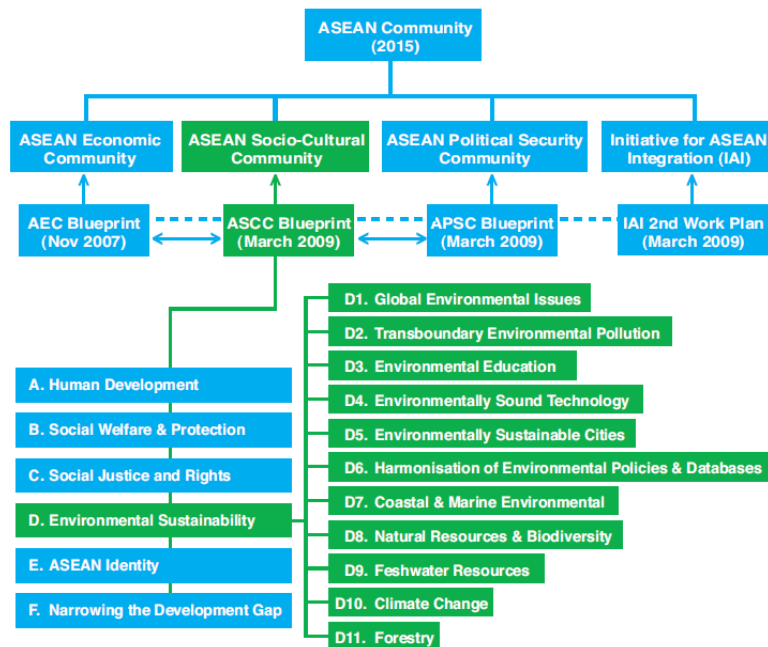 ASEAN Community
(2015)
ASEAN Economic
Community
ASEAN Socio-Cultural
Community
ASEAN Political Security
Community
Initiative for ASEAN
Integration (IAI)
AEC Blueprint
(Nov 2007)
ASCC Blueprint
(March 2009)
APSC Blueprint
(March 2009)
IAI 2nd Work Plan
(March 2009)
A. Human Development
B. Social Welfare & Protection
C. Social Justice and Rights
D. Environmental Sustainability
E. ASEAN Identity
F. Narrowing the Development Gap
D1. Global Environmental Issues
D2. Transboundary Environmental Pollution
D3. Environmental Education
D4. Environmentally Sound Technology
D5. Environmentally Sustainable Cities
D6. Harmonisation of Environmental Policies & Databases
D7. Coastal & Marine Environmental
D8. Natural Resources & Biodiversity
D9. Feshwater Resources
D10. Climate Change
D11. Forestry